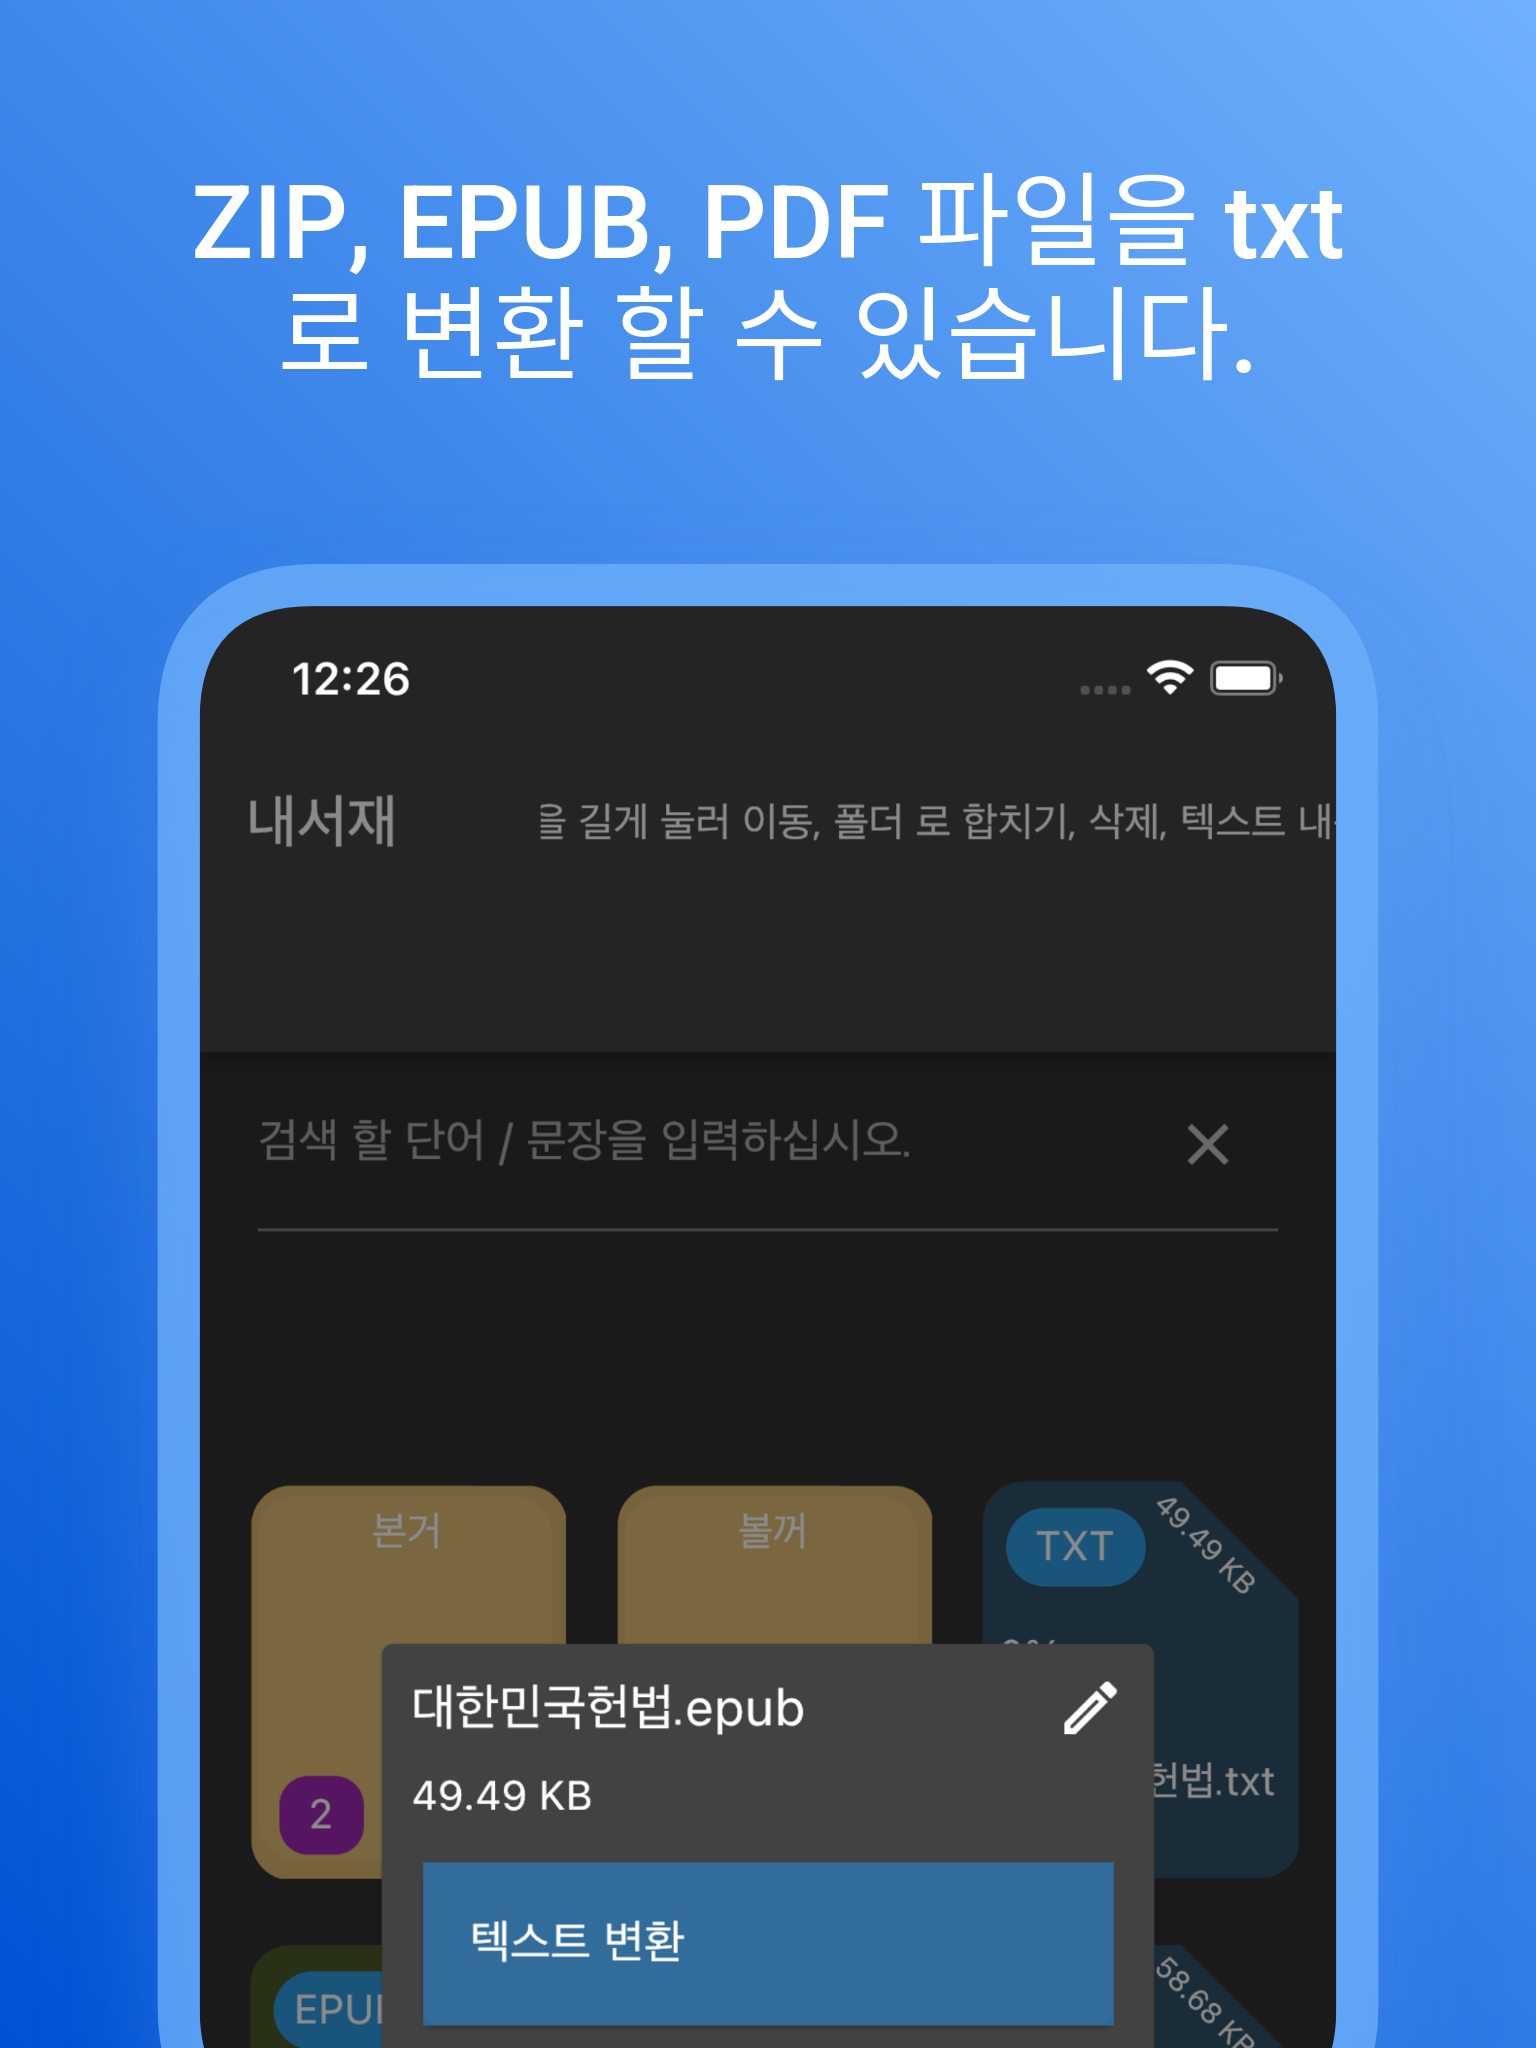 ZIP, EPUB, PDF 파일을 txt
로 변환 할 수 있습니다.
12:26
내서재
을 길게 눌러 이동, 폴더 로 합치기, 삭제, 텍스트 내
검색 할 단어 / 문장을 입력하십시오.
본거
볼꺼
TXT
49.49 KB
대한민국헌법.epub
49.49 KB
헌법.txt
2
텍스트 변환
58.68 KB